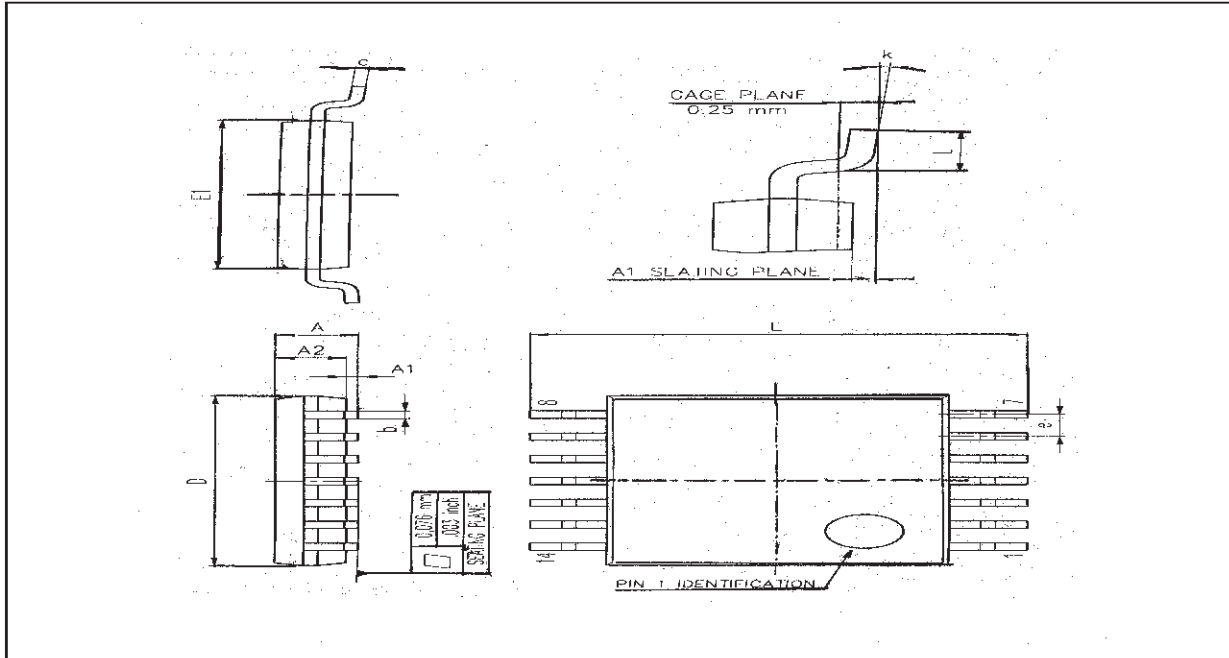 c
k
GAGE PLANE
0.25 mm
L
E1
A1 SEATING PLANE
A
A2
A1
b
D
0,076 mm
.003 inch
SEATING PLANE
L
8
7
e
14
1
PIN 1 IDENTIFICATION